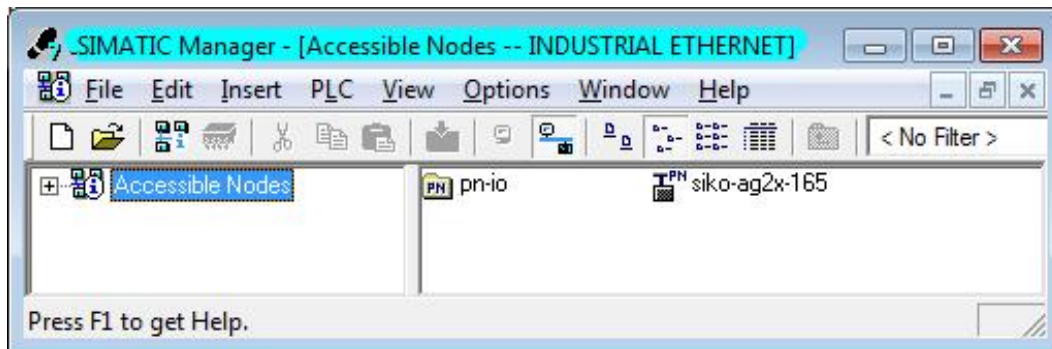 SIMATIC Manager - [Accessible Nodes -- INDUSTRIAL ETHERNET]
File Edit Insert PLC View Options Window Help
< No Filter >
Accessible Nodes
PN pn-io
PN siko-ag2x-165
Press F1 to get Help.